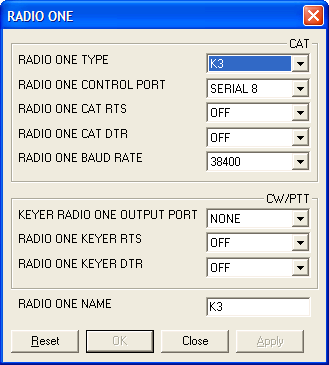 RADIO ONE
CAT
RADIO ONE TYPE K3
RADIO ONE CONTROL PORT SERIAL 8
RADIO ONE CAT RTS OFF
RADIO ONE CAT DTR OFF
RADIO ONE BAUD RATE 38400
CW/PTT
KEYER RADIO ONE OUTPUT PORT NONE
RADIO ONE KEYER RTS OFF
RADIO ONE KEYER DTR OFF
RADIO ONE NAME K3
Reset OK Close Apply